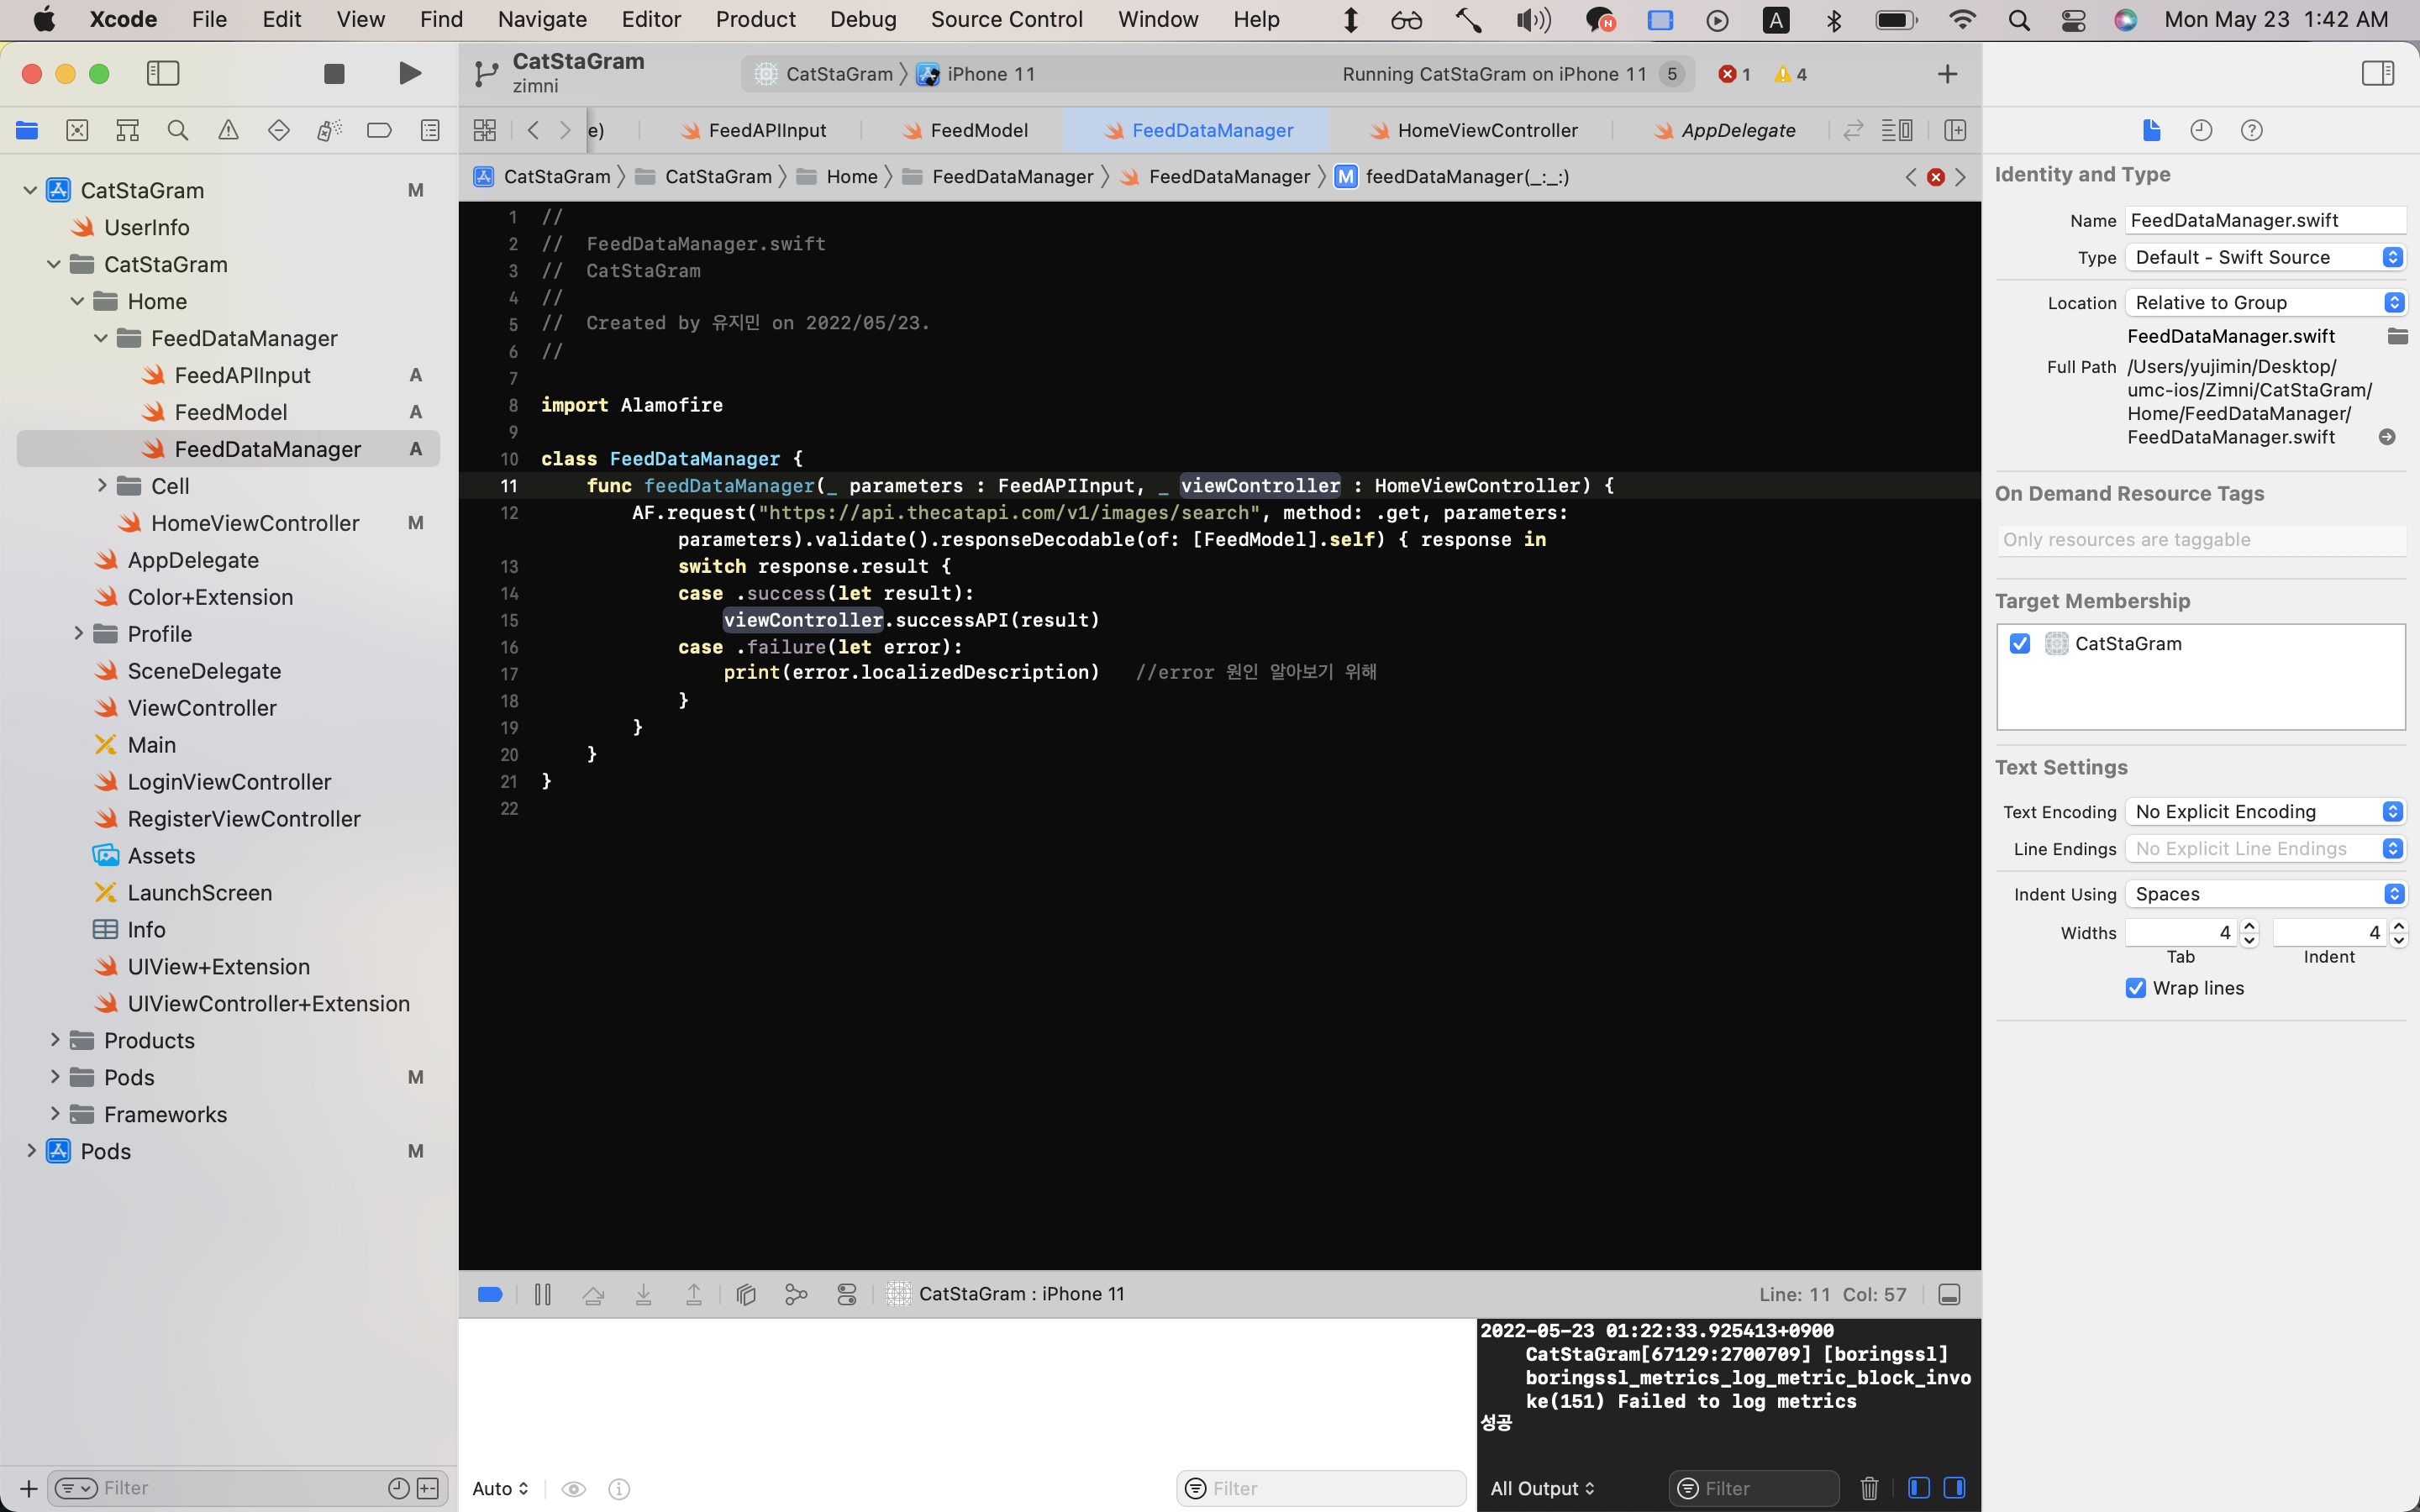 Xcode File Edit View Find Navigate Editor Product Debug Source Control Window Help A Mon May 23 1:42 AM
CatStaGram
zimni
CatStaGram iPhone 11 Running CatStaGram on iPhone 11 5 1 4
e) FeedAPIInput FeedModel FeedDataManager HomeViewController AppDelegate
CatStaGram CatStaGram Home FeedDataManager FeedDataManager M feedDataManager(_:_:)
CatStaGram M
UserInfo
CatStaGram
Home
FeedDataManager
FeedAPIInput A
FeedModel A
FeedDataManager A
Cell
HomeViewController M
AppDelegate
Color+Extension
Profile
SceneDelegate
ViewController
Main
LoginViewController
RegisterViewController
Assets
LaunchScreen
Info
UIView+Extension
UIViewController+Extension
Products
Pods M
Frameworks
Pods M
Filter
1 //
2 //  FeedDataManager.swift
3 //  CatStaGram
4 //
5 //  Created by 유지민 on 2022/05/23.
6 //
7
8 import Alamofire
9
10 class FeedDataManager {
11 func feedDataManager(_ parameters : FeedAPIInput, _ viewController : HomeViewController) {
12 AF.request("https://api.thecatapi.com/v1/images/search", method: .get, parameters:
parameters).validate().responseDecodable(of: [FeedModel].self) { response in
13 switch response.result {
14 case .success(let result):
15 viewController.successAPI(result)
16 case .failure(let error):
17 print(error.localizedDescription)   //error 원인 알아보기 위해
18 }
19 }
20 }
21 }
22
CatStaGram : iPhone 11 Line: 11 Col: 57
2022-05-23 01:22:33.925413+0900
CatStaGram[67129:2700709] [boringssl]
boringssl_metrics_log_metric_block_invo
ke(151) Failed to log metrics
성공
Auto Filter All Output Filter
Identity and Type
Name FeedDataManager.swift
Type Default - Swift Source
Location Relative to Group
FeedDataManager.swift
Full Path /Users/yujimin/Desktop/
umc-ios/Zimni/CatStaGram/
Home/FeedDataManager/
FeedDataManager.swift
On Demand Resource Tags
Only resources are taggable
Target Membership
CatStaGram
Text Settings
Text Encoding No Explicit Encoding
Line Endings No Explicit Line Endings
Indent Using Spaces
Widths 4 4
Tab Indent
Wrap lines